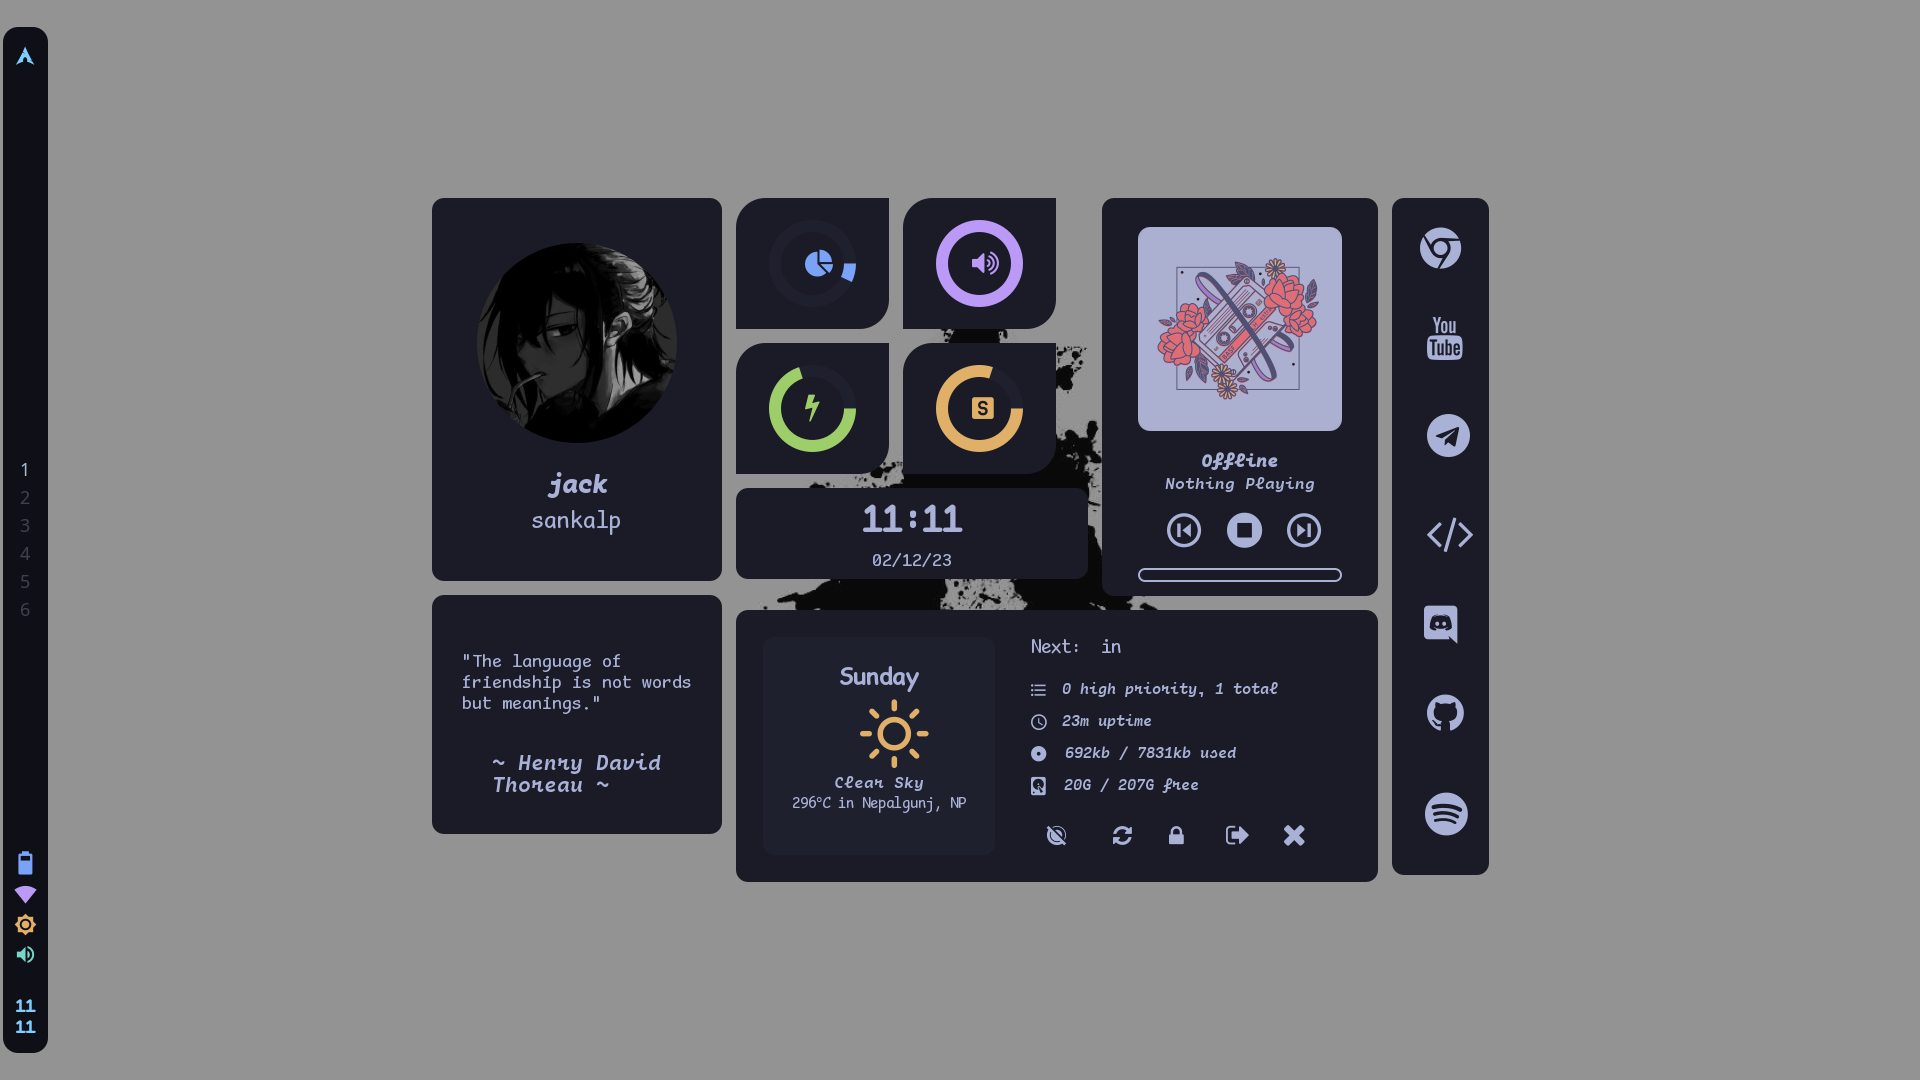 1
2
3
4
5
6
11
11
jack
sankalp
"The language of
friendship is not words
but meanings."
~ Henry David
Thoreau ~
S
11:11
02/12/23
Offline
Nothing Playing
Sunday
Clear Sky
296°C in Nepalgunj, NP
Next: in
0 high priority, 1 total
23m uptime
692kb / 7831kb used
20G / 207G free
You
Tube